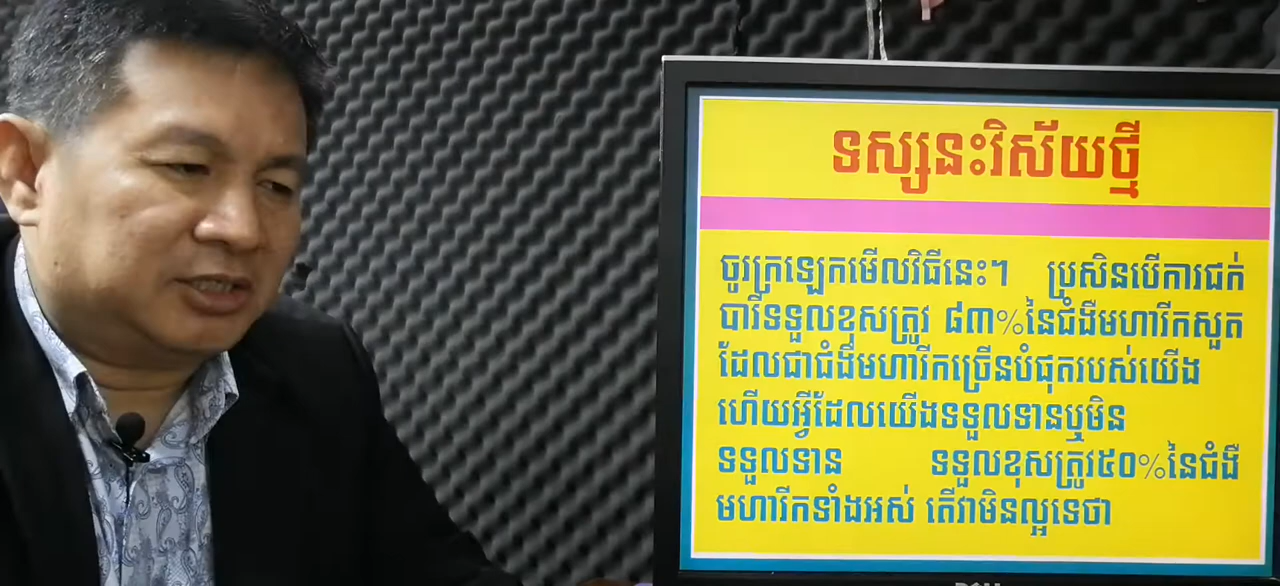 ទស្សនះវិស័យថ្មី
ចូរក្រឡេកមើលវិធីនេះៗ ប្រសិនបើការជក់
បារីទទួលខុសត្រូវ ៨៣%នៃជំងឺមហារីកសួត
ដែលជាជំងឺមហារីកច្រើនបំផុតរបស់យើង
ហើយអ្វីដែលយើងទទួលទានឬមិន
ទទួលទាន ទទួលខុសត្រូវ៥០%នៃជំងឺ
មហារីកទាំងអស់ តើវាមិនល្អទេថា